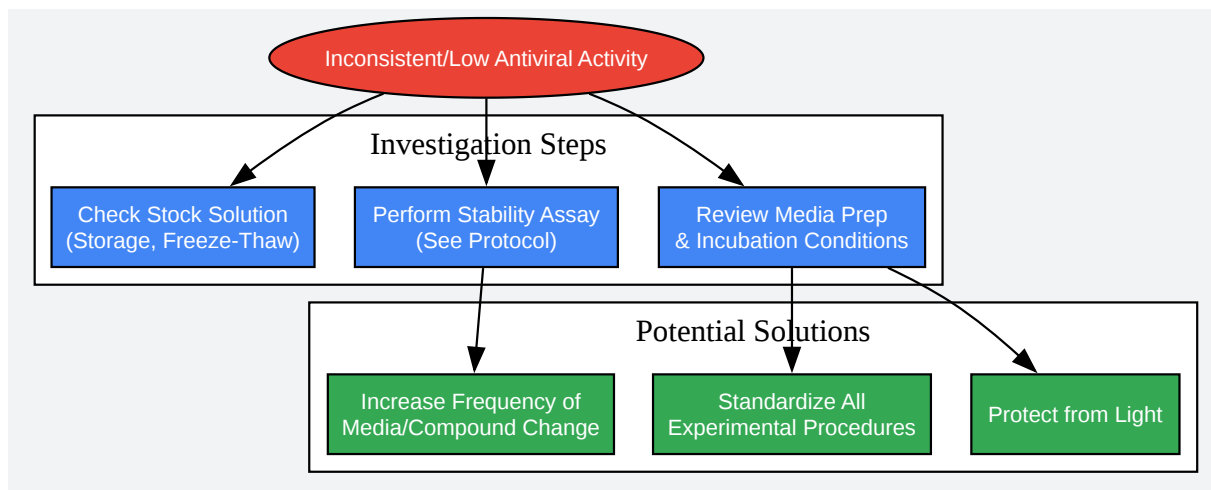 Inconsistent/Low Antiviral Activity
Investigation Steps
Check Stock Solution
(Storage, Freeze-Thaw)
Perform Stability Assay
(See Protocol)
Review Media Prep
& Incubation Conditions
Potential Solutions
Increase Frequency of
Media/Compound Change
Standardize All
Experimental Procedures
Protect from Light